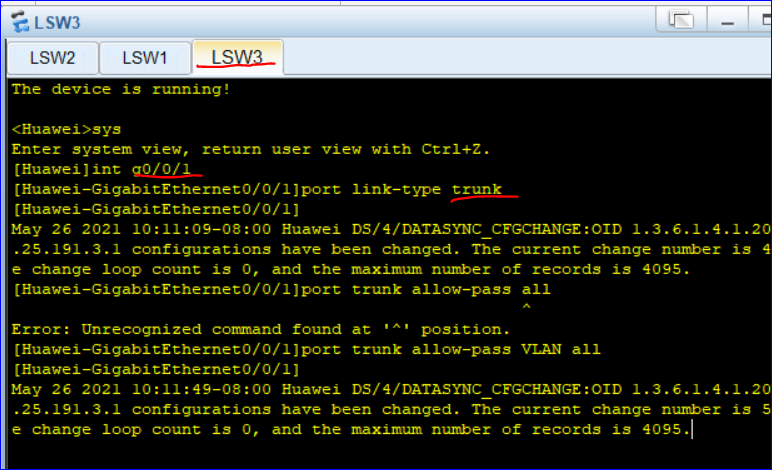 LSW3
LSW2 LSW1 LSW3
The device is running!
<Huawei>sys
Enter system view, return user view with Ctrl+Z.
[Huawei]int g0/0/1
[Huawei-GigabitEthernet0/0/1]port link-type trunk
[Huawei-GigabitEthernet0/0/1]
May 26 2021 10:11:09-08:00 Huawei DS/4/DATASYNC_CFGCHANGE:OID 1.3.6.1.4.1.20
.25.191.3.1 configurations have been changed. The current change number is 4
e change loop count is 0, and the maximum number of records is 4095.
[Huawei-GigabitEthernet0/0/1]port trunk allow-pass all
^
Error: Unrecognized command found at '^' position.
[Huawei-GigabitEthernet0/0/1]port trunk allow-pass VLAN all
[Huawei-GigabitEthernet0/0/1]
May 26 2021 10:11:49-08:00 Huawei DS/4/DATASYNC_CFGCHANGE:OID 1.3.6.1.4.1.20
.25.191.3.1 configurations have been changed. The current change number is 5
e change loop count is 0, and the maximum number of records is 4095.